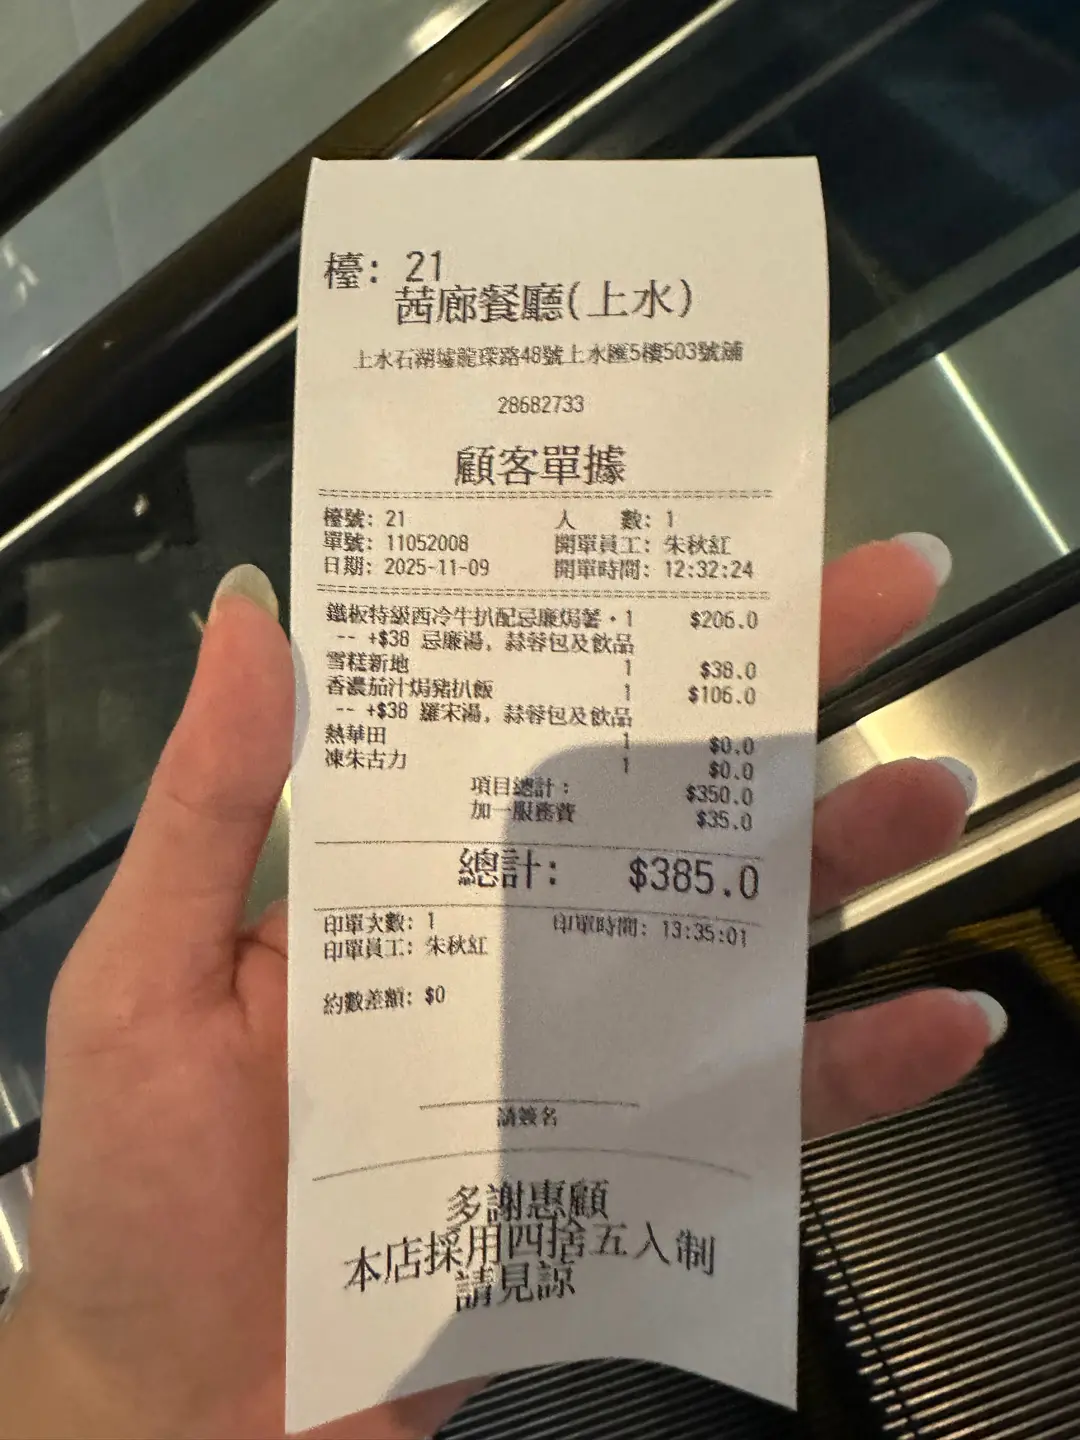 檯: 21
茜廊餐廳(上水)
上水石湖墟龍琛路48號上水匯5樓503號舖
28682733
顧客單據
檯號: 21 人 數: 1
單號: 11052008 開單員工: 朱秋紅
日期: 2025-11-09 開單時間: 12:32:24
鐵板特級西冷牛扒配忌廉焗薯・1 $206.0
-- +$38 忌廉湯, 蒜蓉包及飲品
雪糕新地 1 $38.0
香濃茄汁焗豬扒飯 1 $106.0
-- +$38 羅宋湯, 蒜蓉包及飲品
熱華田 1 $0.0
凍朱古力 1 $0.0
項目總計: $350.0
加一服務費 $35.0
總計: $385.0
印單次數: 1 印單時間: 13:35:01
印單員工: 朱秋紅
約數差額: $0
請簽名
多謝惠顧
本店採用四捨五入制
請見諒